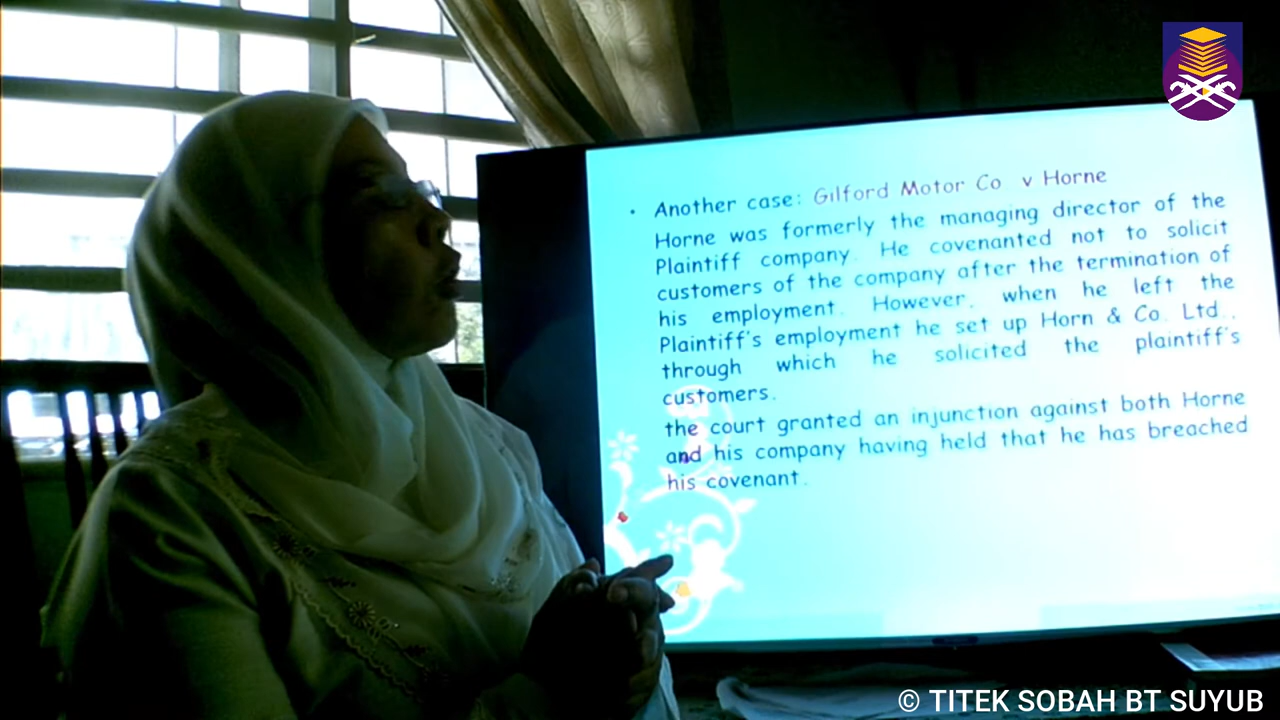 • Another case: Gilford Motor Co v Horne
Horne was formerly the managing director of the
Plaintiff company. He covenanted not to solicit
customers of the company after the termination of
his employment. However, when he left the
Plaintiff's employment he set up Horn & Co. Ltd.,
through which he solicited the plaintiff's
customers.
the court granted an injunction against both Horne
and his company having held that he has breached
his covenant.
© TITEK SOBAH BT SUYUB